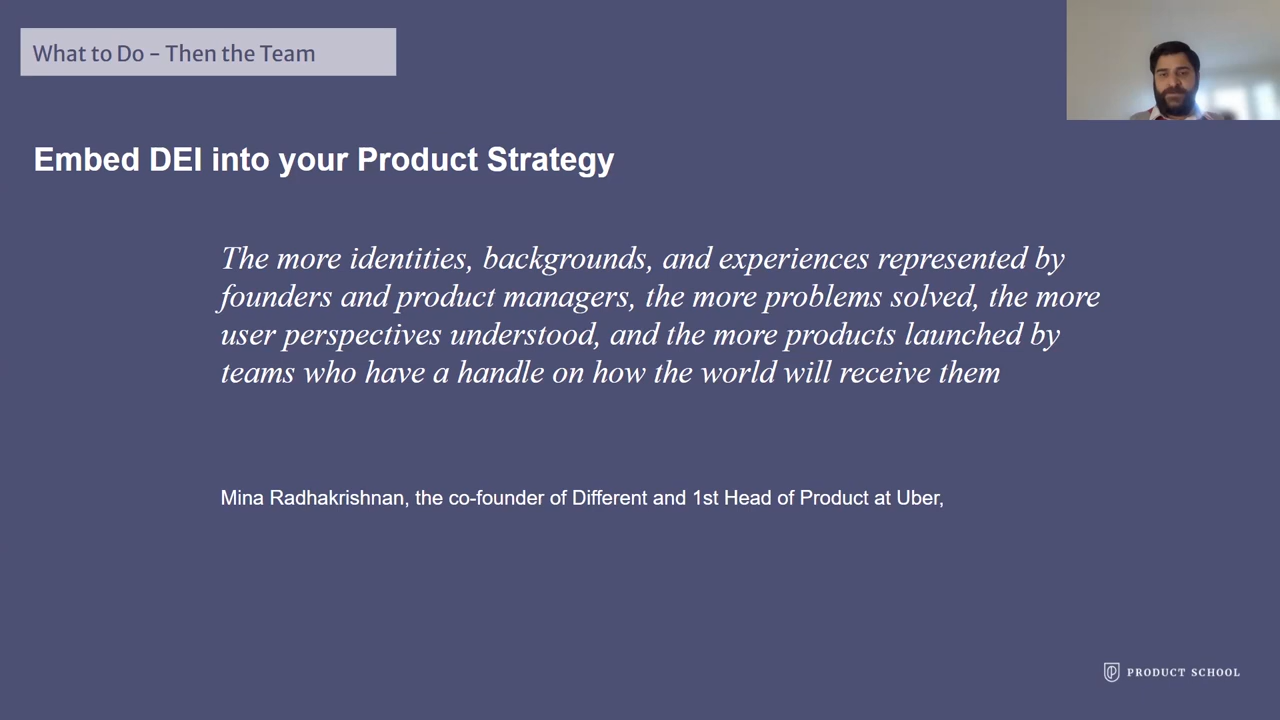 What to Do – Then the Team
Embed DEI into your Product Strategy
The more identities, backgrounds, and experiences represented by
founders and product managers, the more problems solved, the more
user perspectives understood, and the more products launched by
teams who have a handle on how the world will receive them
Mina Radhakrishnan, the co-founder of Different and 1st Head of Product at Uber,
PRODUCT SCHOOL